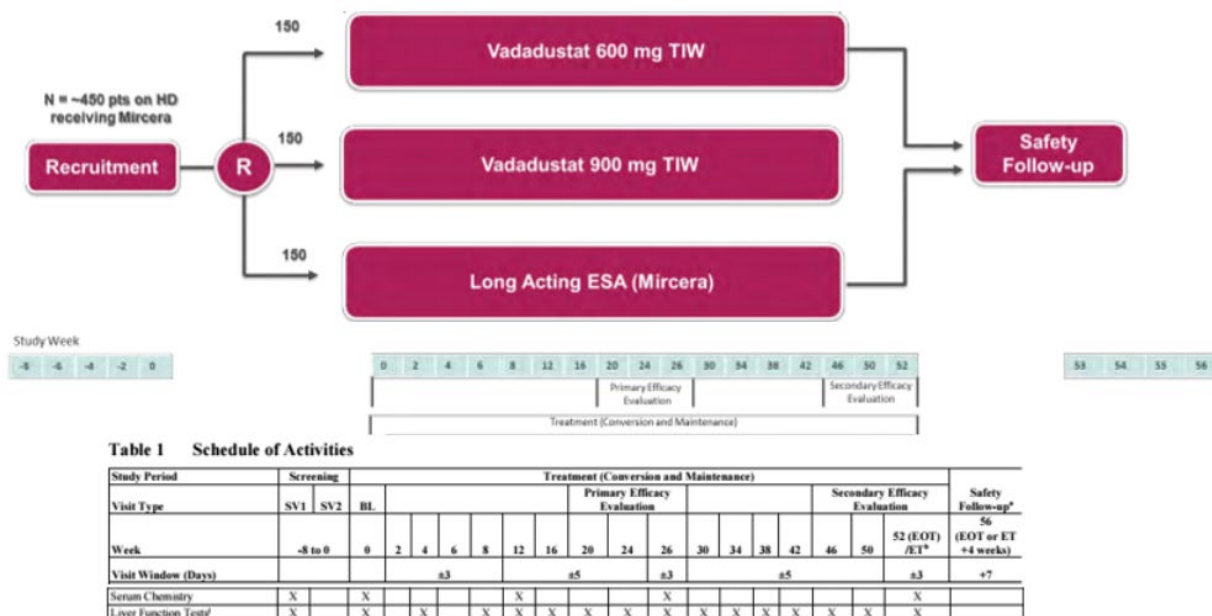 150
Vadadustat 600 mg TIW
N = ~450 pts on HD
receiving Mircera
Recruitment
R
150
Vadadustat 900 mg TIW
Safety
Follow-up
150
Long Acting ESA (Mircera)
Study Week
-8 -6 -4 -2 0
0 2 4 6 8 12 16 20 24 26 30 34 38 42 46 50 52
53 54 55 56
Primary Efficacy
Evaluation
Secondary Efficacy
Evaluation
Treatment (Conversion and Maintenance)
Table 1 Schedule of Activities
Study Period Screening Treatment (Conversion and Maintenance)
Visit Type SV1 SV2 BL Primary Efficacy Evaluation Secondary Efficacy Evaluation Safety Follow-upᵃ
Week -8 to 0 0 2 4 6 8 12 16 20 24 26 30 34 38 42 46 50 52 (EOT) /ETᵇ 56 (EOT or ET +4 weeks)
Visit Window (Days) ±3 ±5 ±3 ±5 ±3 +7
Serum Chemistry X X X X X
Liver Function Tests X X X X X X X X X X X X X X X X